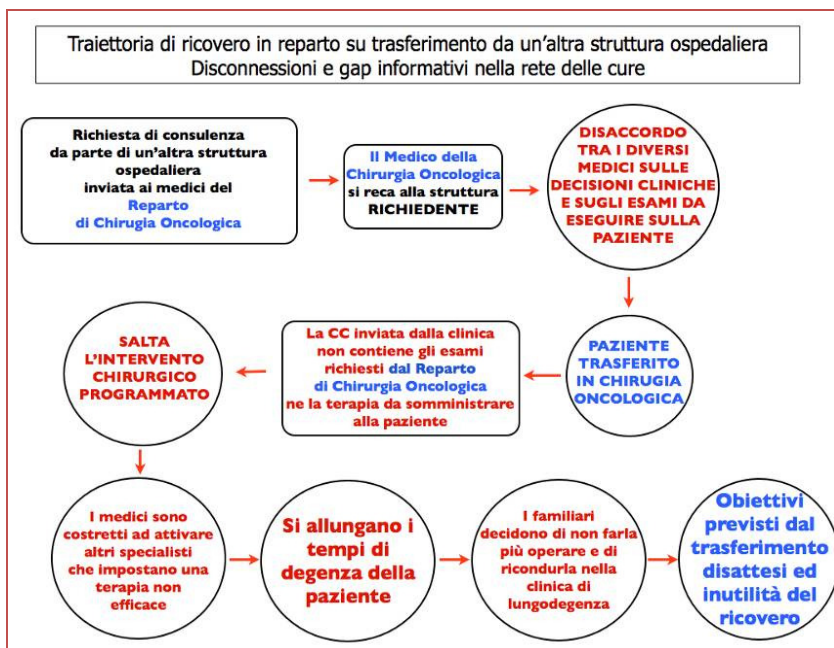 Traiettoria di ricovero in reparto su trasferimento da un'altra struttura ospedaliera
Disconnessioni e gap informativi nella rete delle cure
Richiesta di consulenza
da parte di un'altra struttura
ospedaliera
inviata ai medici del
Reparto
di Chirugia Oncologica
Il Medico della
Chirurgia Oncologica
si reca alla struttura
RICHIEDENTE
DISACCORDO
TRA I DIVERSI
MEDICI SULLE
DECISIONI CLINICHE
E SUGLI ESAMI DA
ESEGUIRE SULLA
PAZIENTE
PAZIENTE
TRASFERITO
IN CHIRUGIA
ONCOLOGICA
La CC inviata dalla clinica
non contiene gli esami
richiesti dal Reparto
di Chirurgia Oncologica
ne la terapia da somministrare
alla paziente
SALTA
L'INTERVENTO
CHIRURGICO
PROGRAMMATO
I medici sono
costretti ad attivare
altri specialisti
che impostano una
terapia non
efficace
Si allungano i
tempi di
degenza della
paziente
I familiari
decidono di non farla
più operare e di
ricondurla nella
clinica di
lungodegenza
Obiettivi
previsti dal
trasferimento
disattesi ed
inutilità del
ricovero